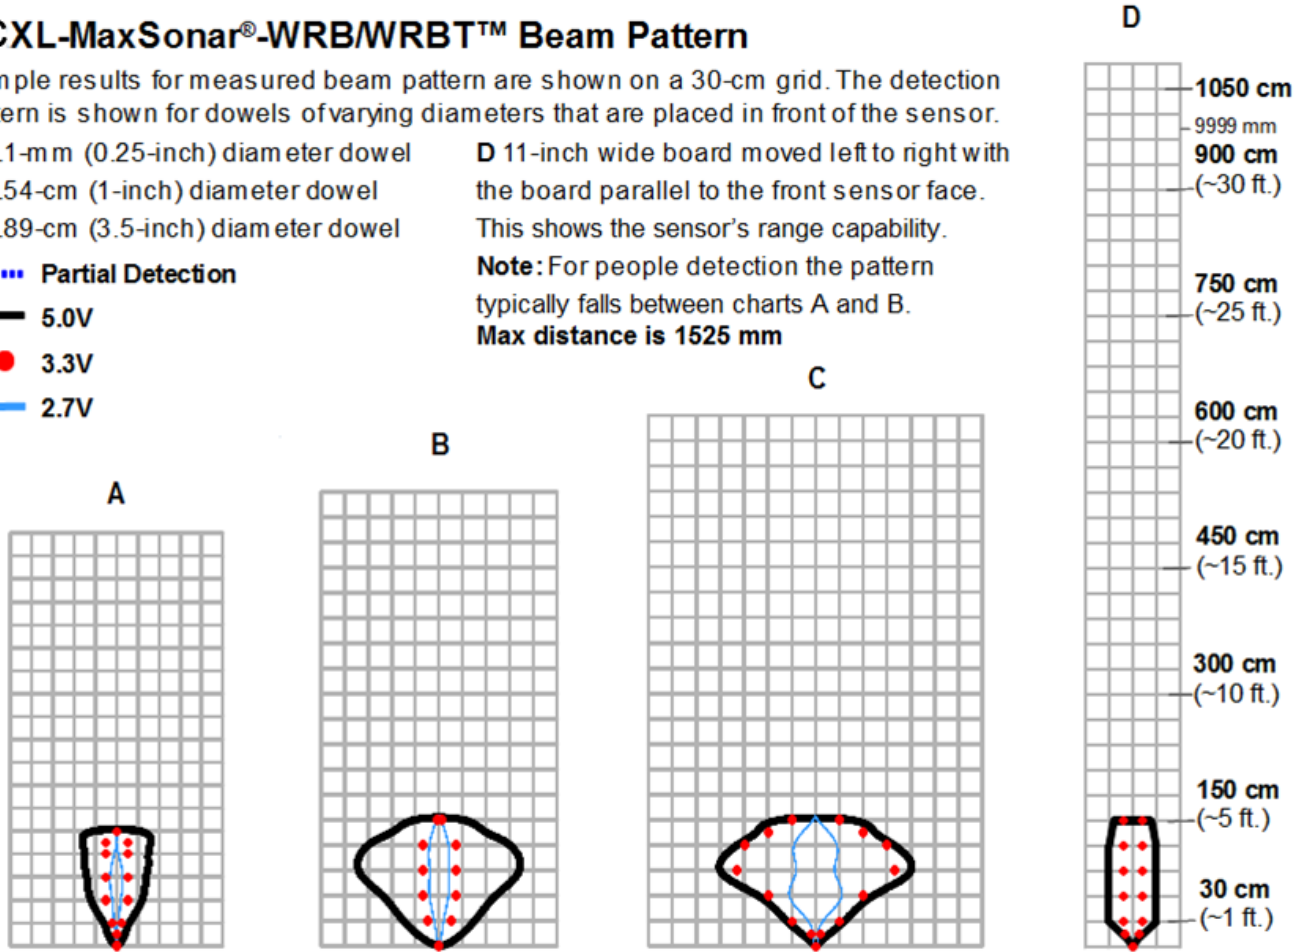 CXL-MaxSonar®-WRB/WRBT™ Beam Pattern
mple results for measured beam pattern are shown on a 30-cm grid. The detection
tern is shown for dowels of varying diameters that are placed in front of the sensor.
.1-mm (0.25-inch) diameter dowel
.54-cm (1-inch) diameter dowel
.89-cm (3.5-inch) diameter dowel
Partial Detection
5.0V
3.3V
2.7V
D 11-inch wide board moved left to right with
the board parallel to the front sensor face.
This shows the sensor's range capability.
Note: For people detection the pattern
typically falls between charts A and B.
Max distance is 1525 mm
A
B
C
D
1050 cm
9999 mm
900 cm
(~30 ft.)
750 cm
(~25 ft.)
600 cm
(~20 ft.)
450 cm
(~15 ft.)
300 cm
(~10 ft.)
150 cm
(~5 ft.)
30 cm
(~1 ft.)